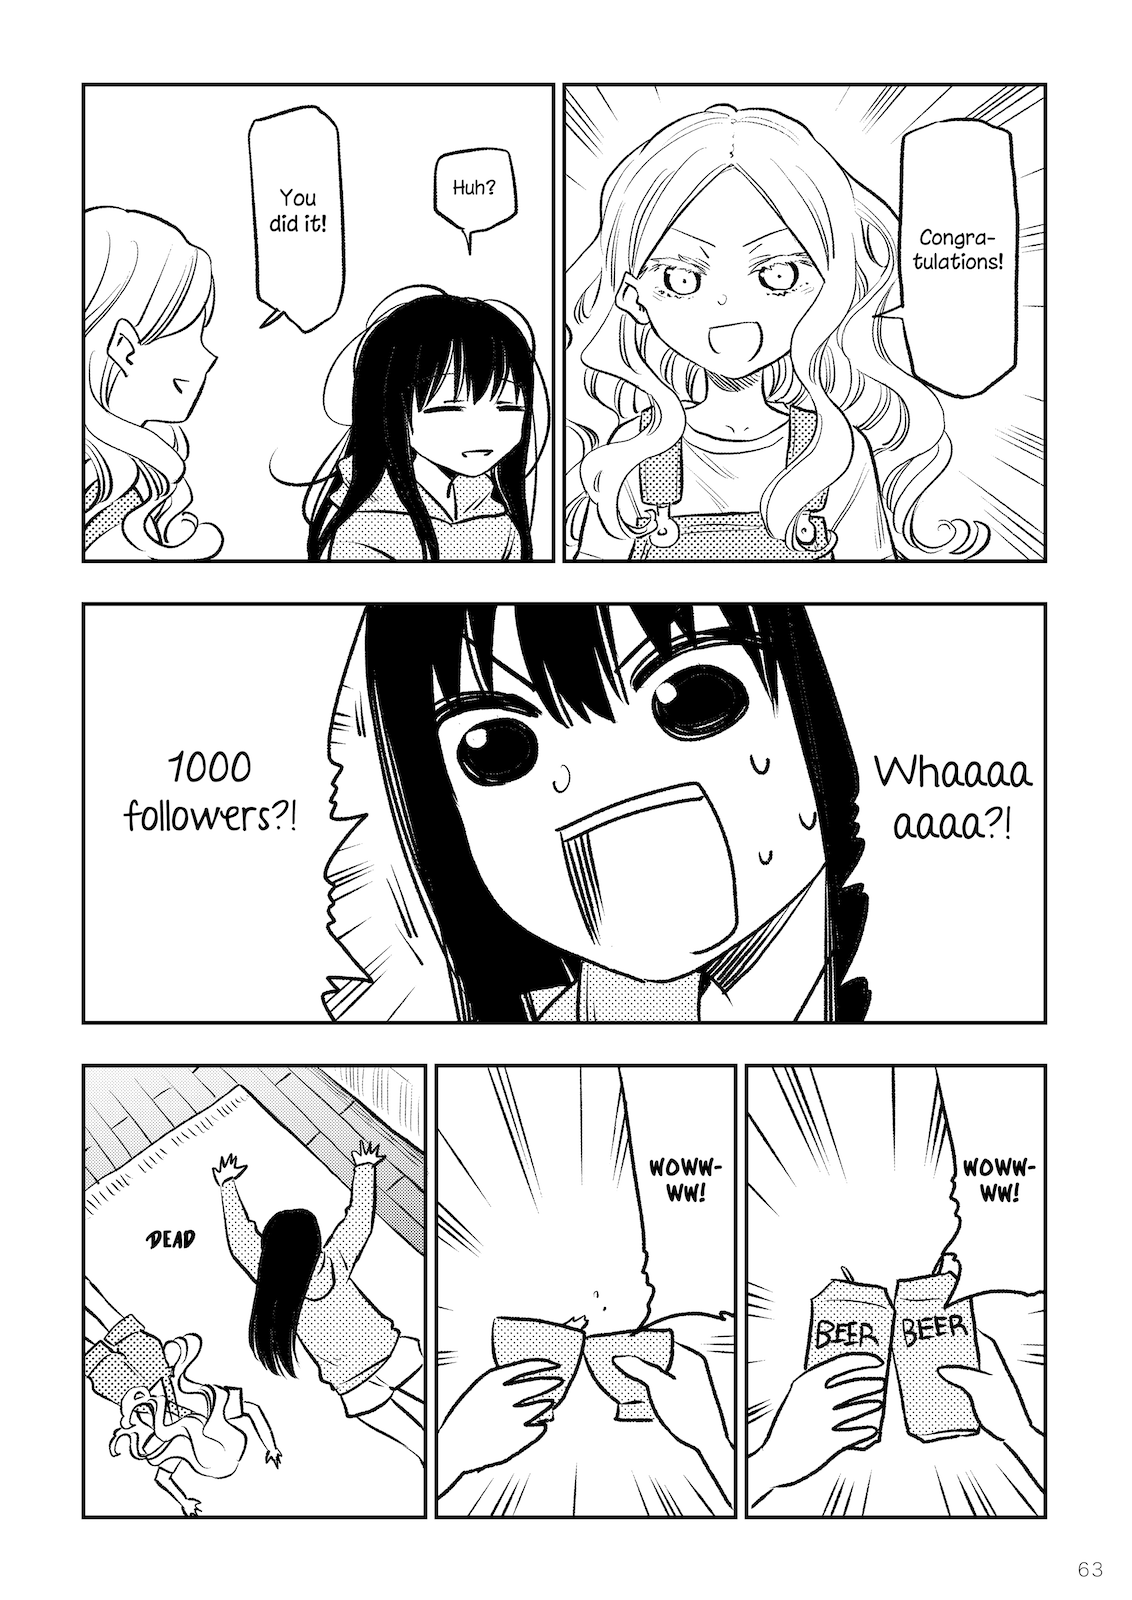 Congra-
tulations!
Huh?
You
did it!
Whaaaa
aaaa?!
1000
followers?!
WOWW-
WW!
BEER
BEER
WOWW-
WW!
DEAD
63